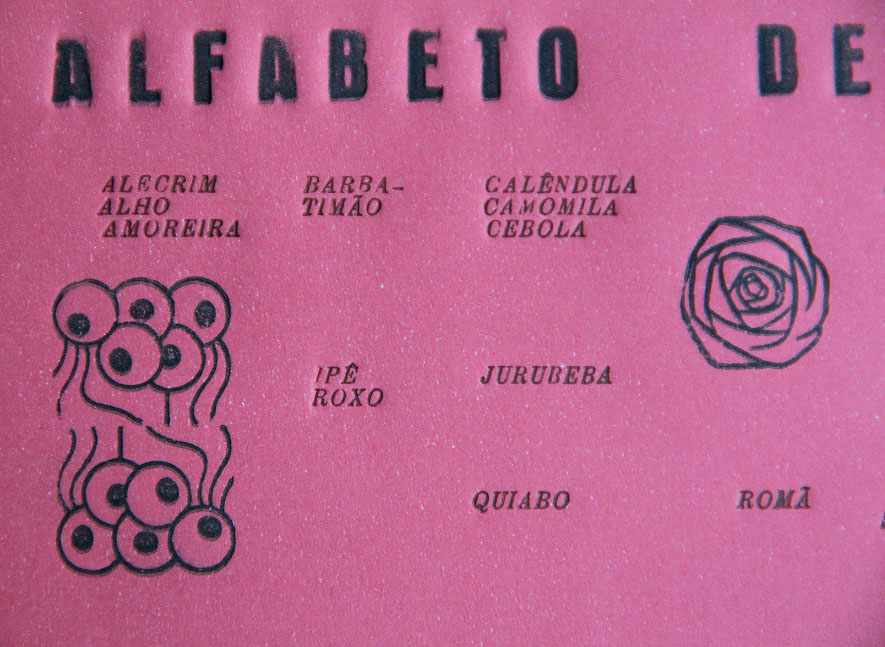 ALFABETO DE
ALECRIM
ALHO
AMOREIRA
BARBA-
TIMÃO
CALÊNDULA
CAMOMILA
CEBOLA
IPÊ
ROXO
JURUBEBA
QUIABO
ROMÃ